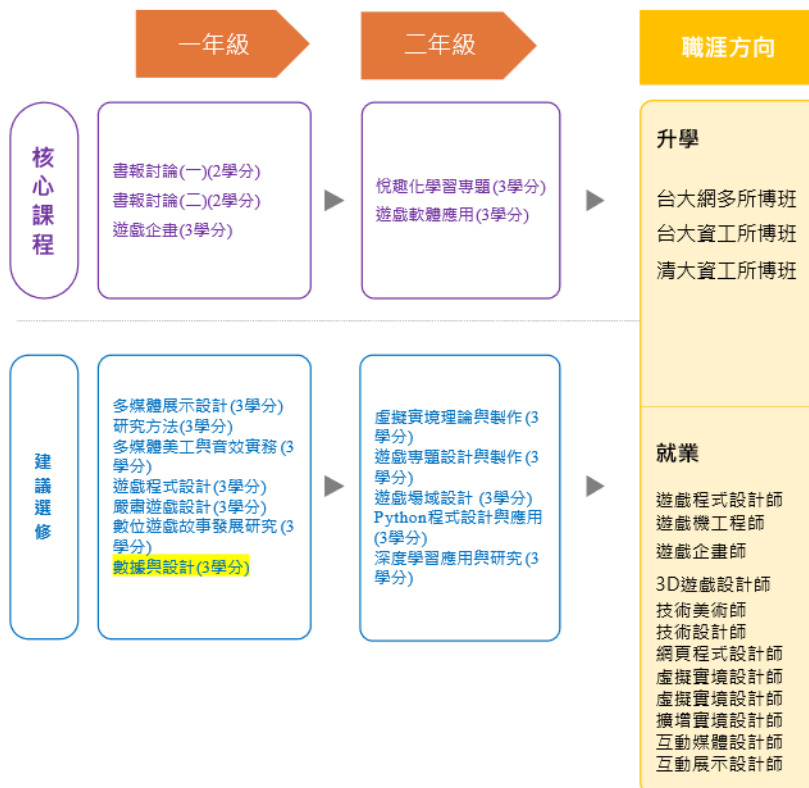 一年級
二年級
職涯方向
核心課程
書報討論(一)(2學分)
書報討論(二)(2學分)
遊戲企畫(3學分)
悅趣化學習專題(3學分)
遊戲軟體應用(3學分)
升學
台大網多所博班
台大資工所博班
清大資工所博班
建議選修
多媒體展示設計(3學分)
研究方法(3學分)
多媒體美工與音效實務(3
學分)
遊戲程式設計(3學分)
嚴肅遊戲設計(3學分)
數位遊戲故事發展研究(3
學分)
數據與設計(3學分)
虛擬實境理論與製作(3
學分)
遊戲專題設計與製作(3
學分)
遊戲場域設計 (3學分)
Python程式設計與應用
(3學分)
深度學習應用與研究(3
學分)
就業
遊戲程式設計師
遊戲機工程師
遊戲企畫師
3D遊戲設計師
技術美術師
技術設計師
網頁程式設計師
虛擬實境設計師
虛擬實境設計師
擴增實境設計師
互動媒體設計師
互動展示設計師